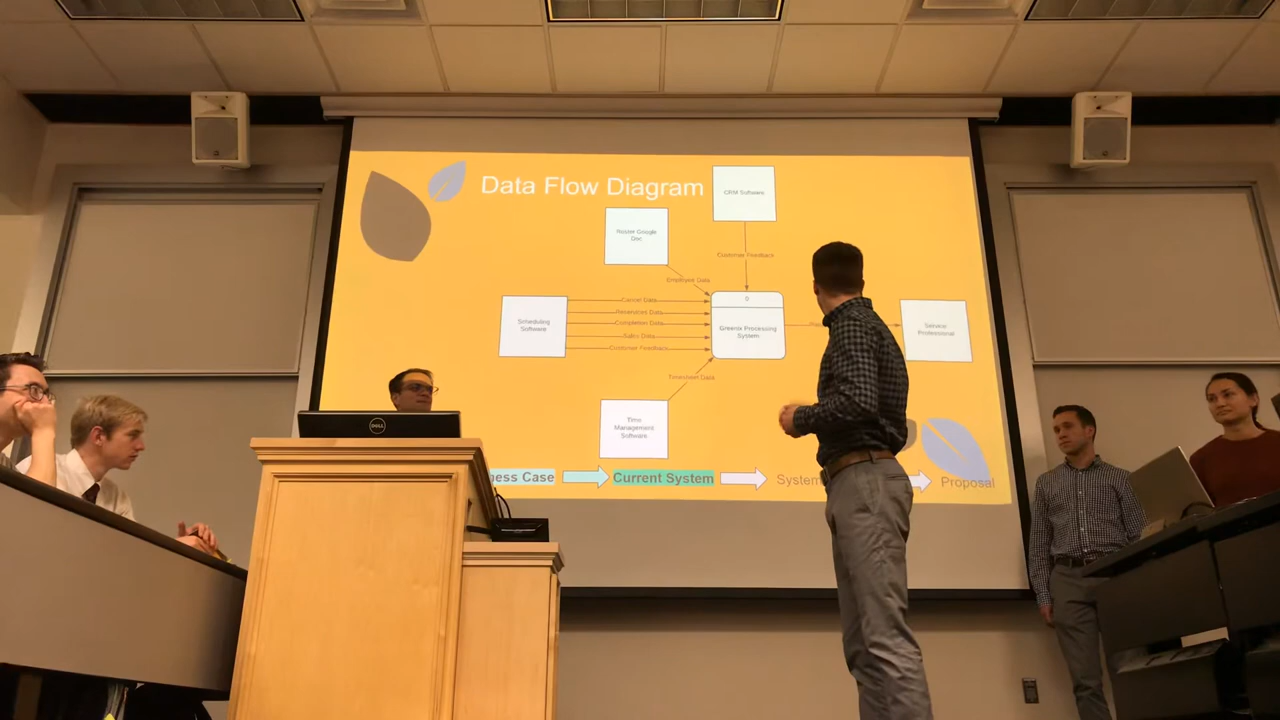 Data Flow Diagram
CRM Software
Roster Google
Doc
Customer Feedback
Employee Data
0
Greenix Processing
System
Scheduling
Software
Cancel Data
Reservices Data
Completion Data
Sales Data
Customer Feedback
Service
Professional
Timesheet Data
Time
Management
Software
ness Case
Current System
System
Proposal
DELL